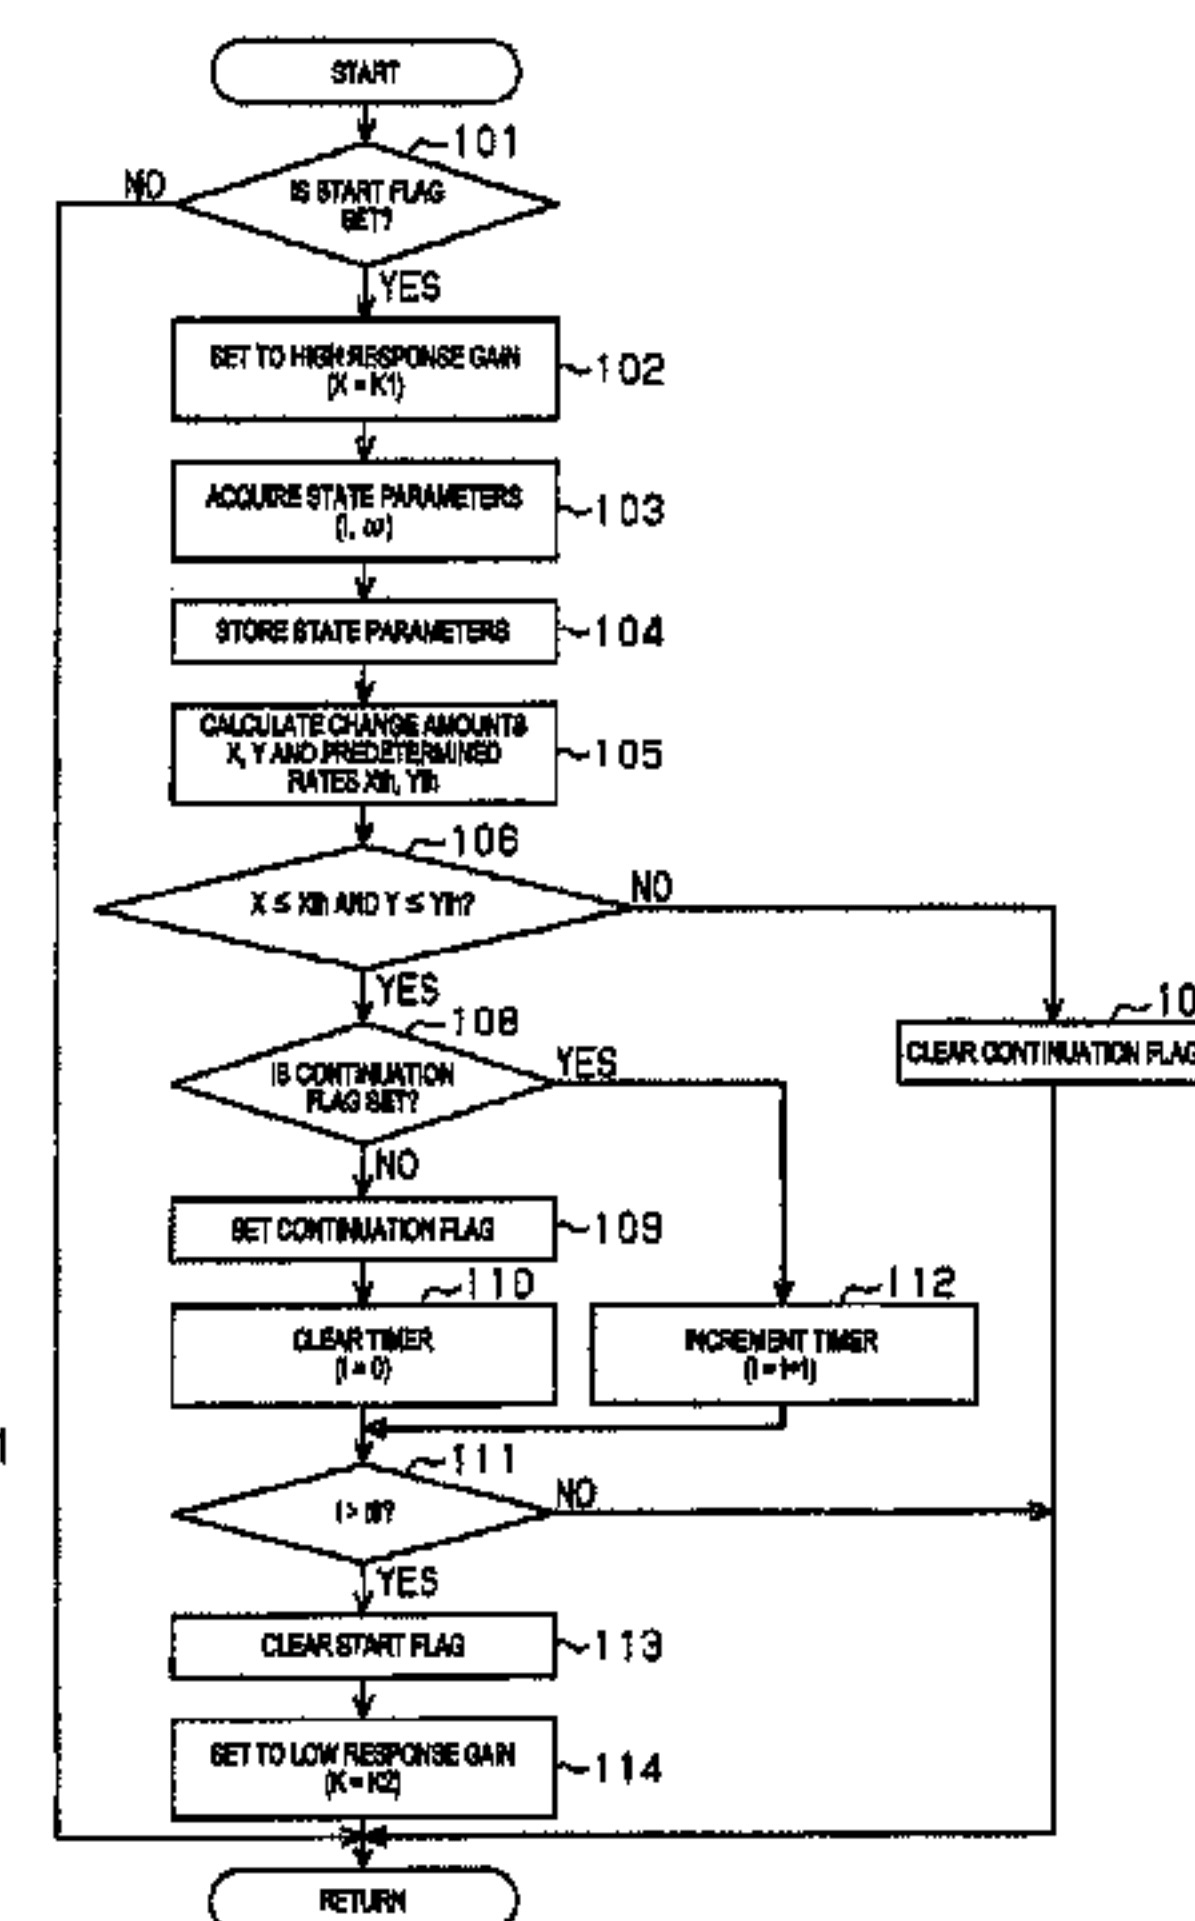 START
101
IS START FLAG
SET?
NO
YES
SET TO HIGH RESPONSE GAIN
(K = K1)
102
ACQUIRE STATE PARAMETERS
(I, ω)
103
STORE STATE PARAMETERS
104
CALCULATE CHANGE AMOUNTS
X, Y AND PREDETERMINED
RATES Xth, Yth
105
106
X ≤ Xth AND Y ≤ Yth?
NO
YES
108
10
CLEAR CONTINUATION FLAG
IS CONTINUATION
FLAG SET?
YES
NO
SET CONTINUATION FLAG
109
110
CLEAR TIMER
(i = 0)
112
INCREMENT TIMER
(i = i+1)
111
NO
YES
CLEAR START FLAG
113
SET TO LOW RESPONSE GAIN
(K = K2)
114
RETURN